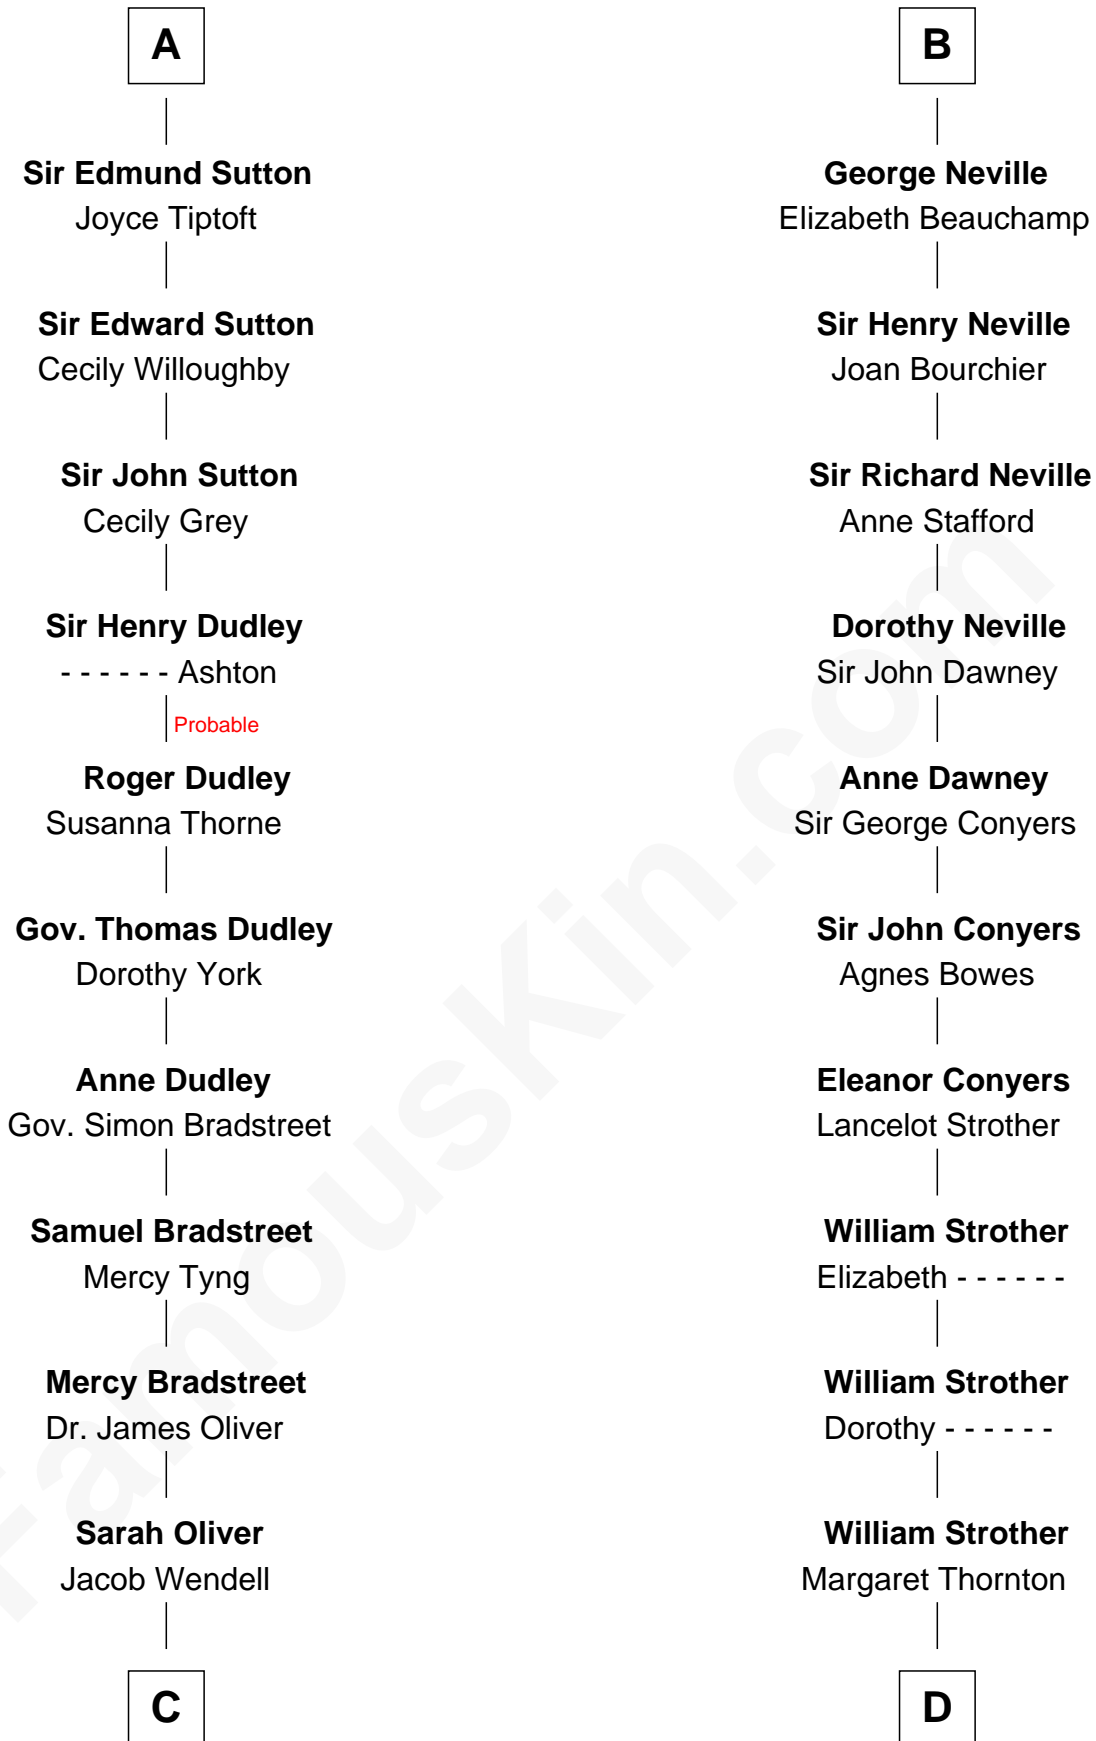 A
Sir Edmund Sutton
Joyce Tiptoft
Sir Edward Sutton
Cecily Willoughby
Sir John Sutton
Cecily Grey
Sir Henry Dudley
- - - - - - Ashton
Probable
Roger Dudley
Susanna Thorne
Gov. Thomas Dudley
Dorothy York
Anne Dudley
Gov. Simon Bradstreet
Samuel Bradstreet
Mercy Tyng
Mercy Bradstreet
Dr. James Oliver
Sarah Oliver
Jacob Wendell
C
B
George Neville
Elizabeth Beauchamp
Sir Henry Neville
Joan Bourchier
Sir Richard Neville
Anne Stafford
Dorothy Neville
Sir John Dawney
Anne Dawney
Sir George Conyers
Sir John Conyers
Agnes Bowes
Eleanor Conyers
Lancelot Strother
William Strother
Elizabeth - - - - - -
William Strother
Dorothy - - - - - -
William Strother
Margaret Thornton
D
FamousKin.com